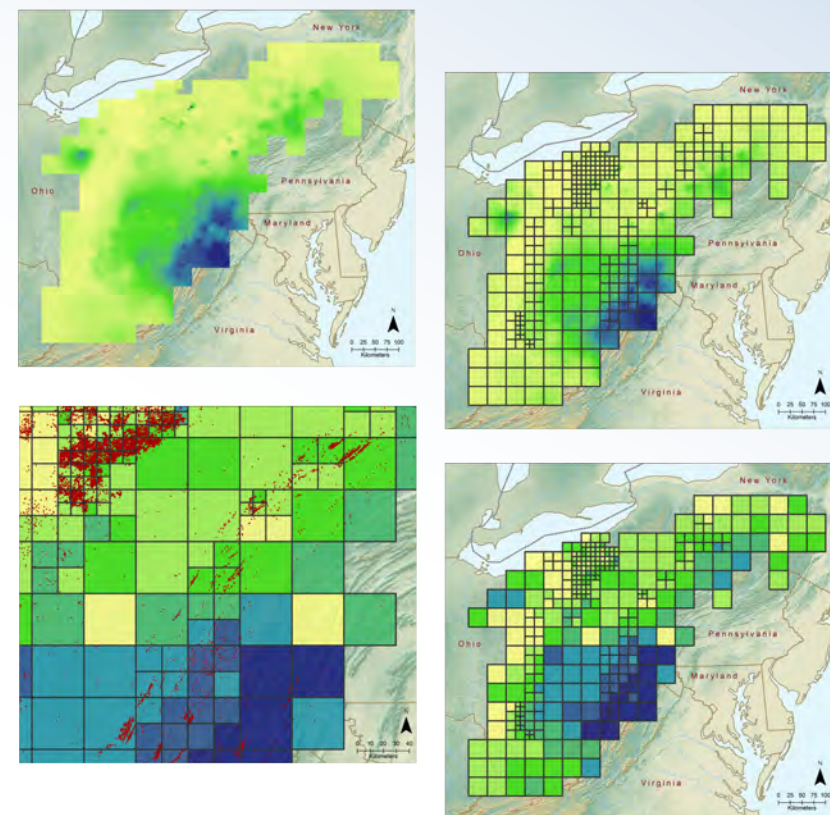 New York
Ohio
Pennsylvania
Maryland
Virginia
N
0 25 50 75 100
Kilometers
New York
Ohio
Pennsylvania
Maryland
Virginia
N
0 25 50 75 100
Kilometers
N
0 10 20 30 40
Kilometers
New York
Ohio
Pennsylvania
Maryland
Virginia
N
0 25 50 75 100
Kilometers